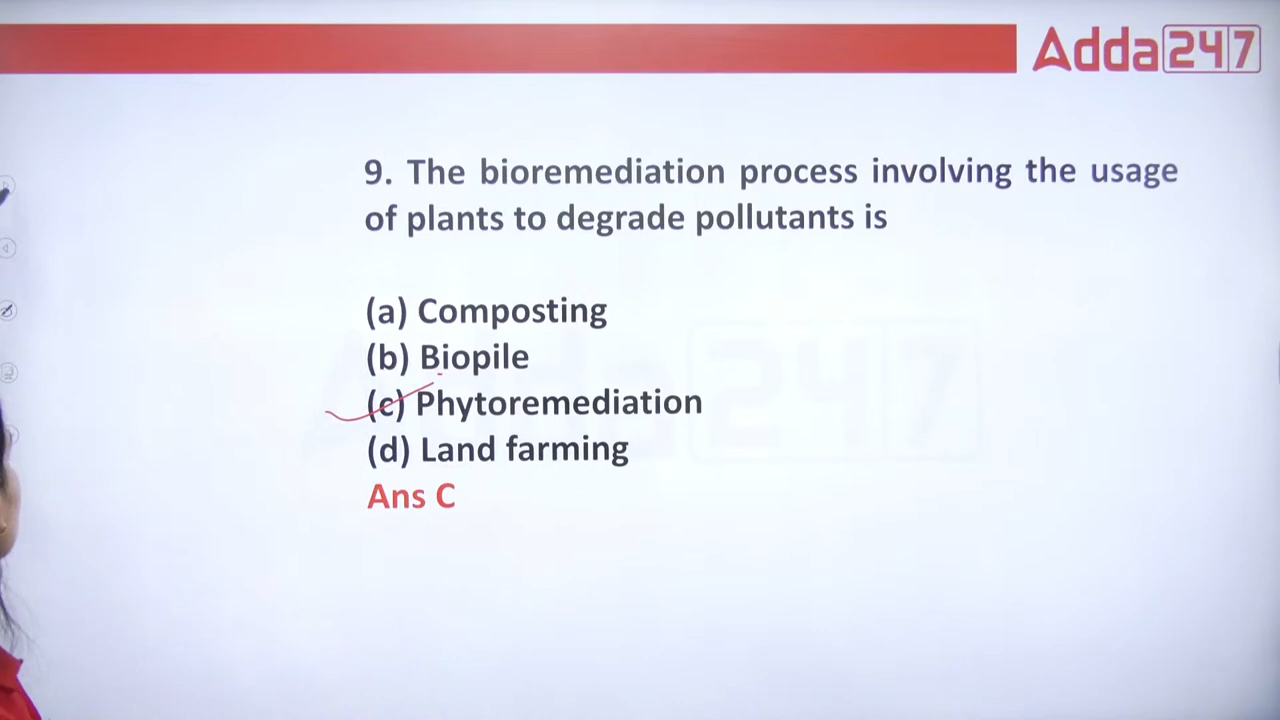 Adda247
9. The bioremediation process involving the usage
of plants to degrade pollutants is
(a) Composting
(b) Biopile
(c) Phytoremediation
(d) Land farming
Ans C